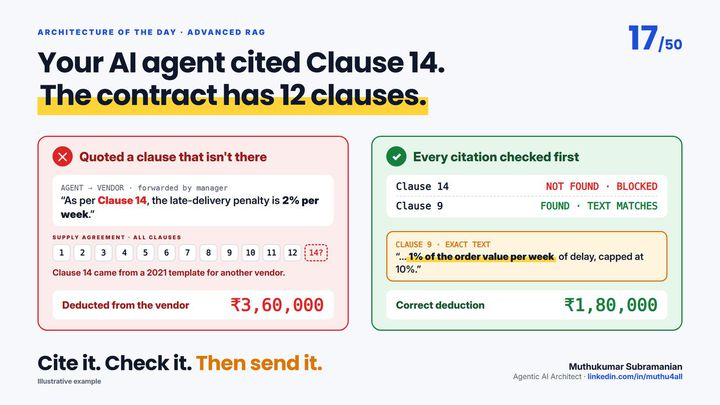 ARCHITECTURE OF THE DAY · ADVANCED RAG
17/50
Your AI agent cited Clause 14.
The contract has 12 clauses.
Quoted a clause that isn't there
AGENT → VENDOR · forwarded by manager
“As per Clause 14, the late-delivery penalty is 2% per
week.”
SUPPLY AGREEMENT · ALL CLAUSES
1 2 3 4 5 6 7 8 9 10 11 12 14?
Clause 14 came from a 2021 template for another vendor.
Deducted from the vendor ₹3,60,000
Every citation checked first
Clause 14 NOT FOUND · BLOCKED
Clause 9 FOUND · TEXT MATCHES
CLAUSE 9 · EXACT TEXT
“... 1% of the order value per week of delay, capped at
10%.”
Correct deduction ₹1,80,000
Cite it. Check it. Then send it.
Illustrative example
Muthukumar Subramanian
Agentic AI Architect · linkedin.com/in/muthu4all